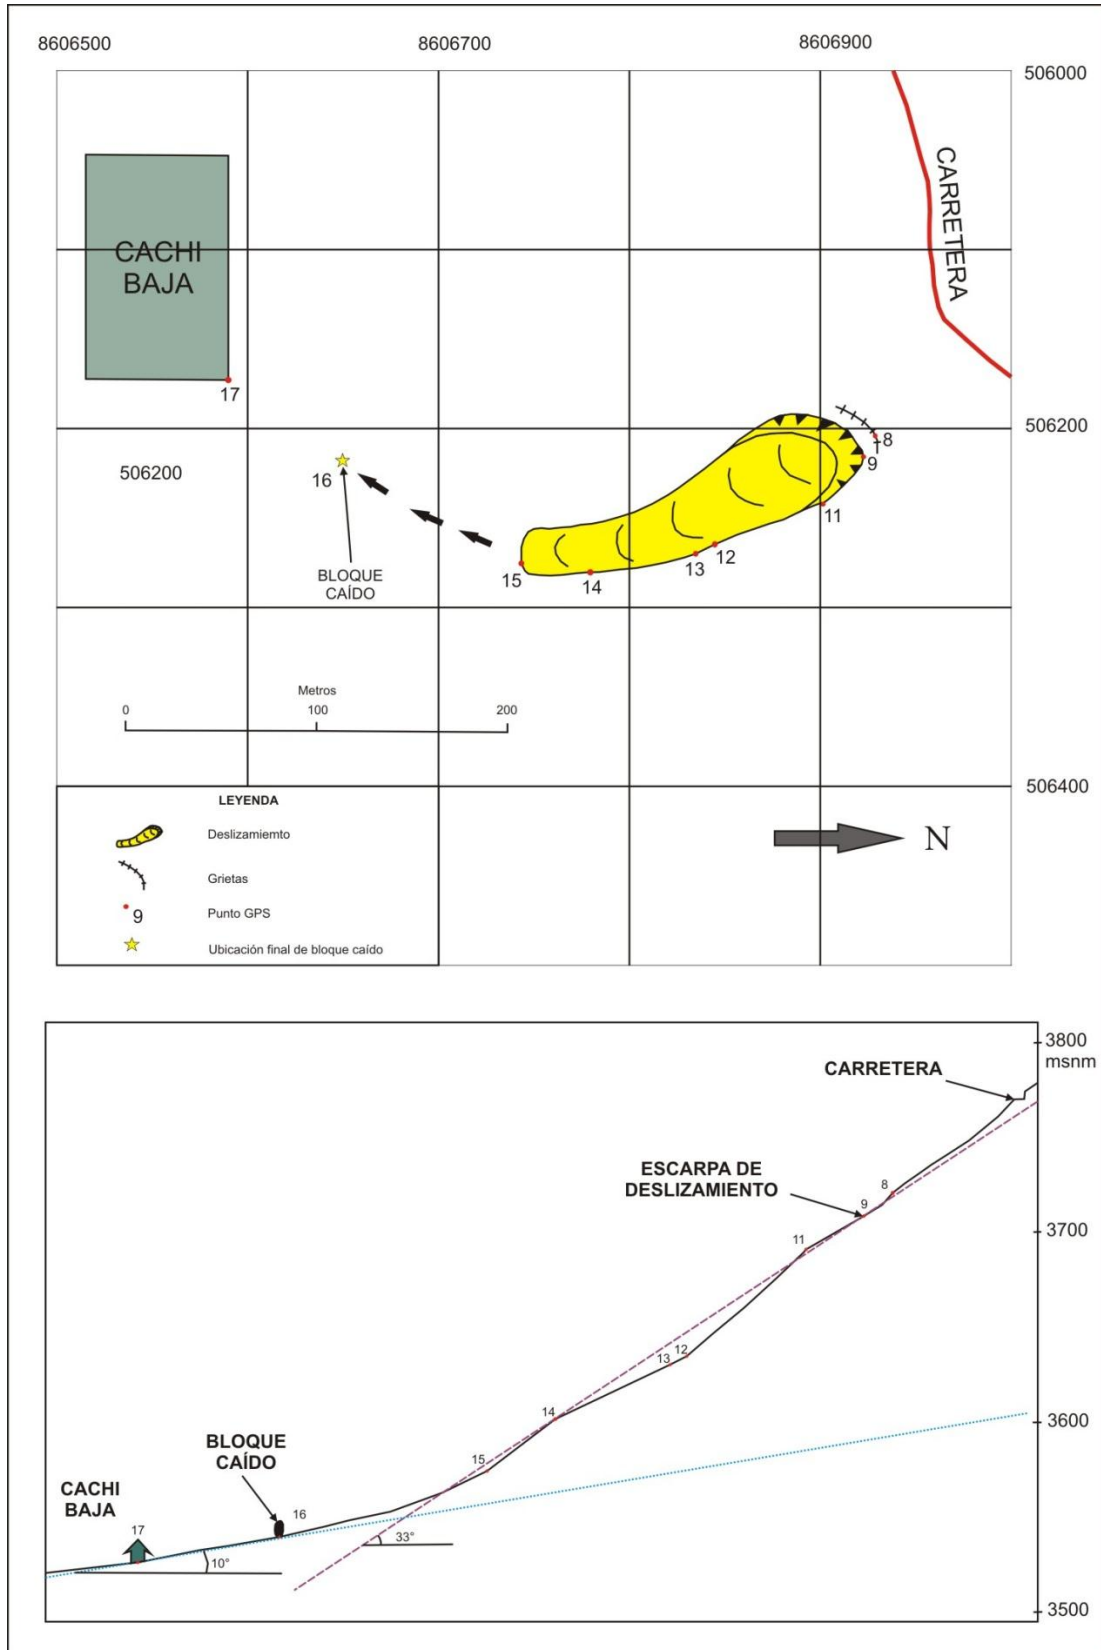 8606500 8606700 8606900
506000
CARRETERA
CACHI
BAJA
17
506200
8
506200
9
16
11
12
13
15
14
BLOQUE
CAÍDO
Metros
0 100 200
506400
LEYENDA
Deslizamiemto
N
Grietas
9 Punto GPS
Ubicación final de bloque caído
3800
msnm
CARRETERA
ESCARPA DE
DESLIZAMIENTO
8
9
3700
11
12
13
14
3600
BLOQUE
CAÍDO
15
CACHI
BAJA
16
17
33°
10°
3500